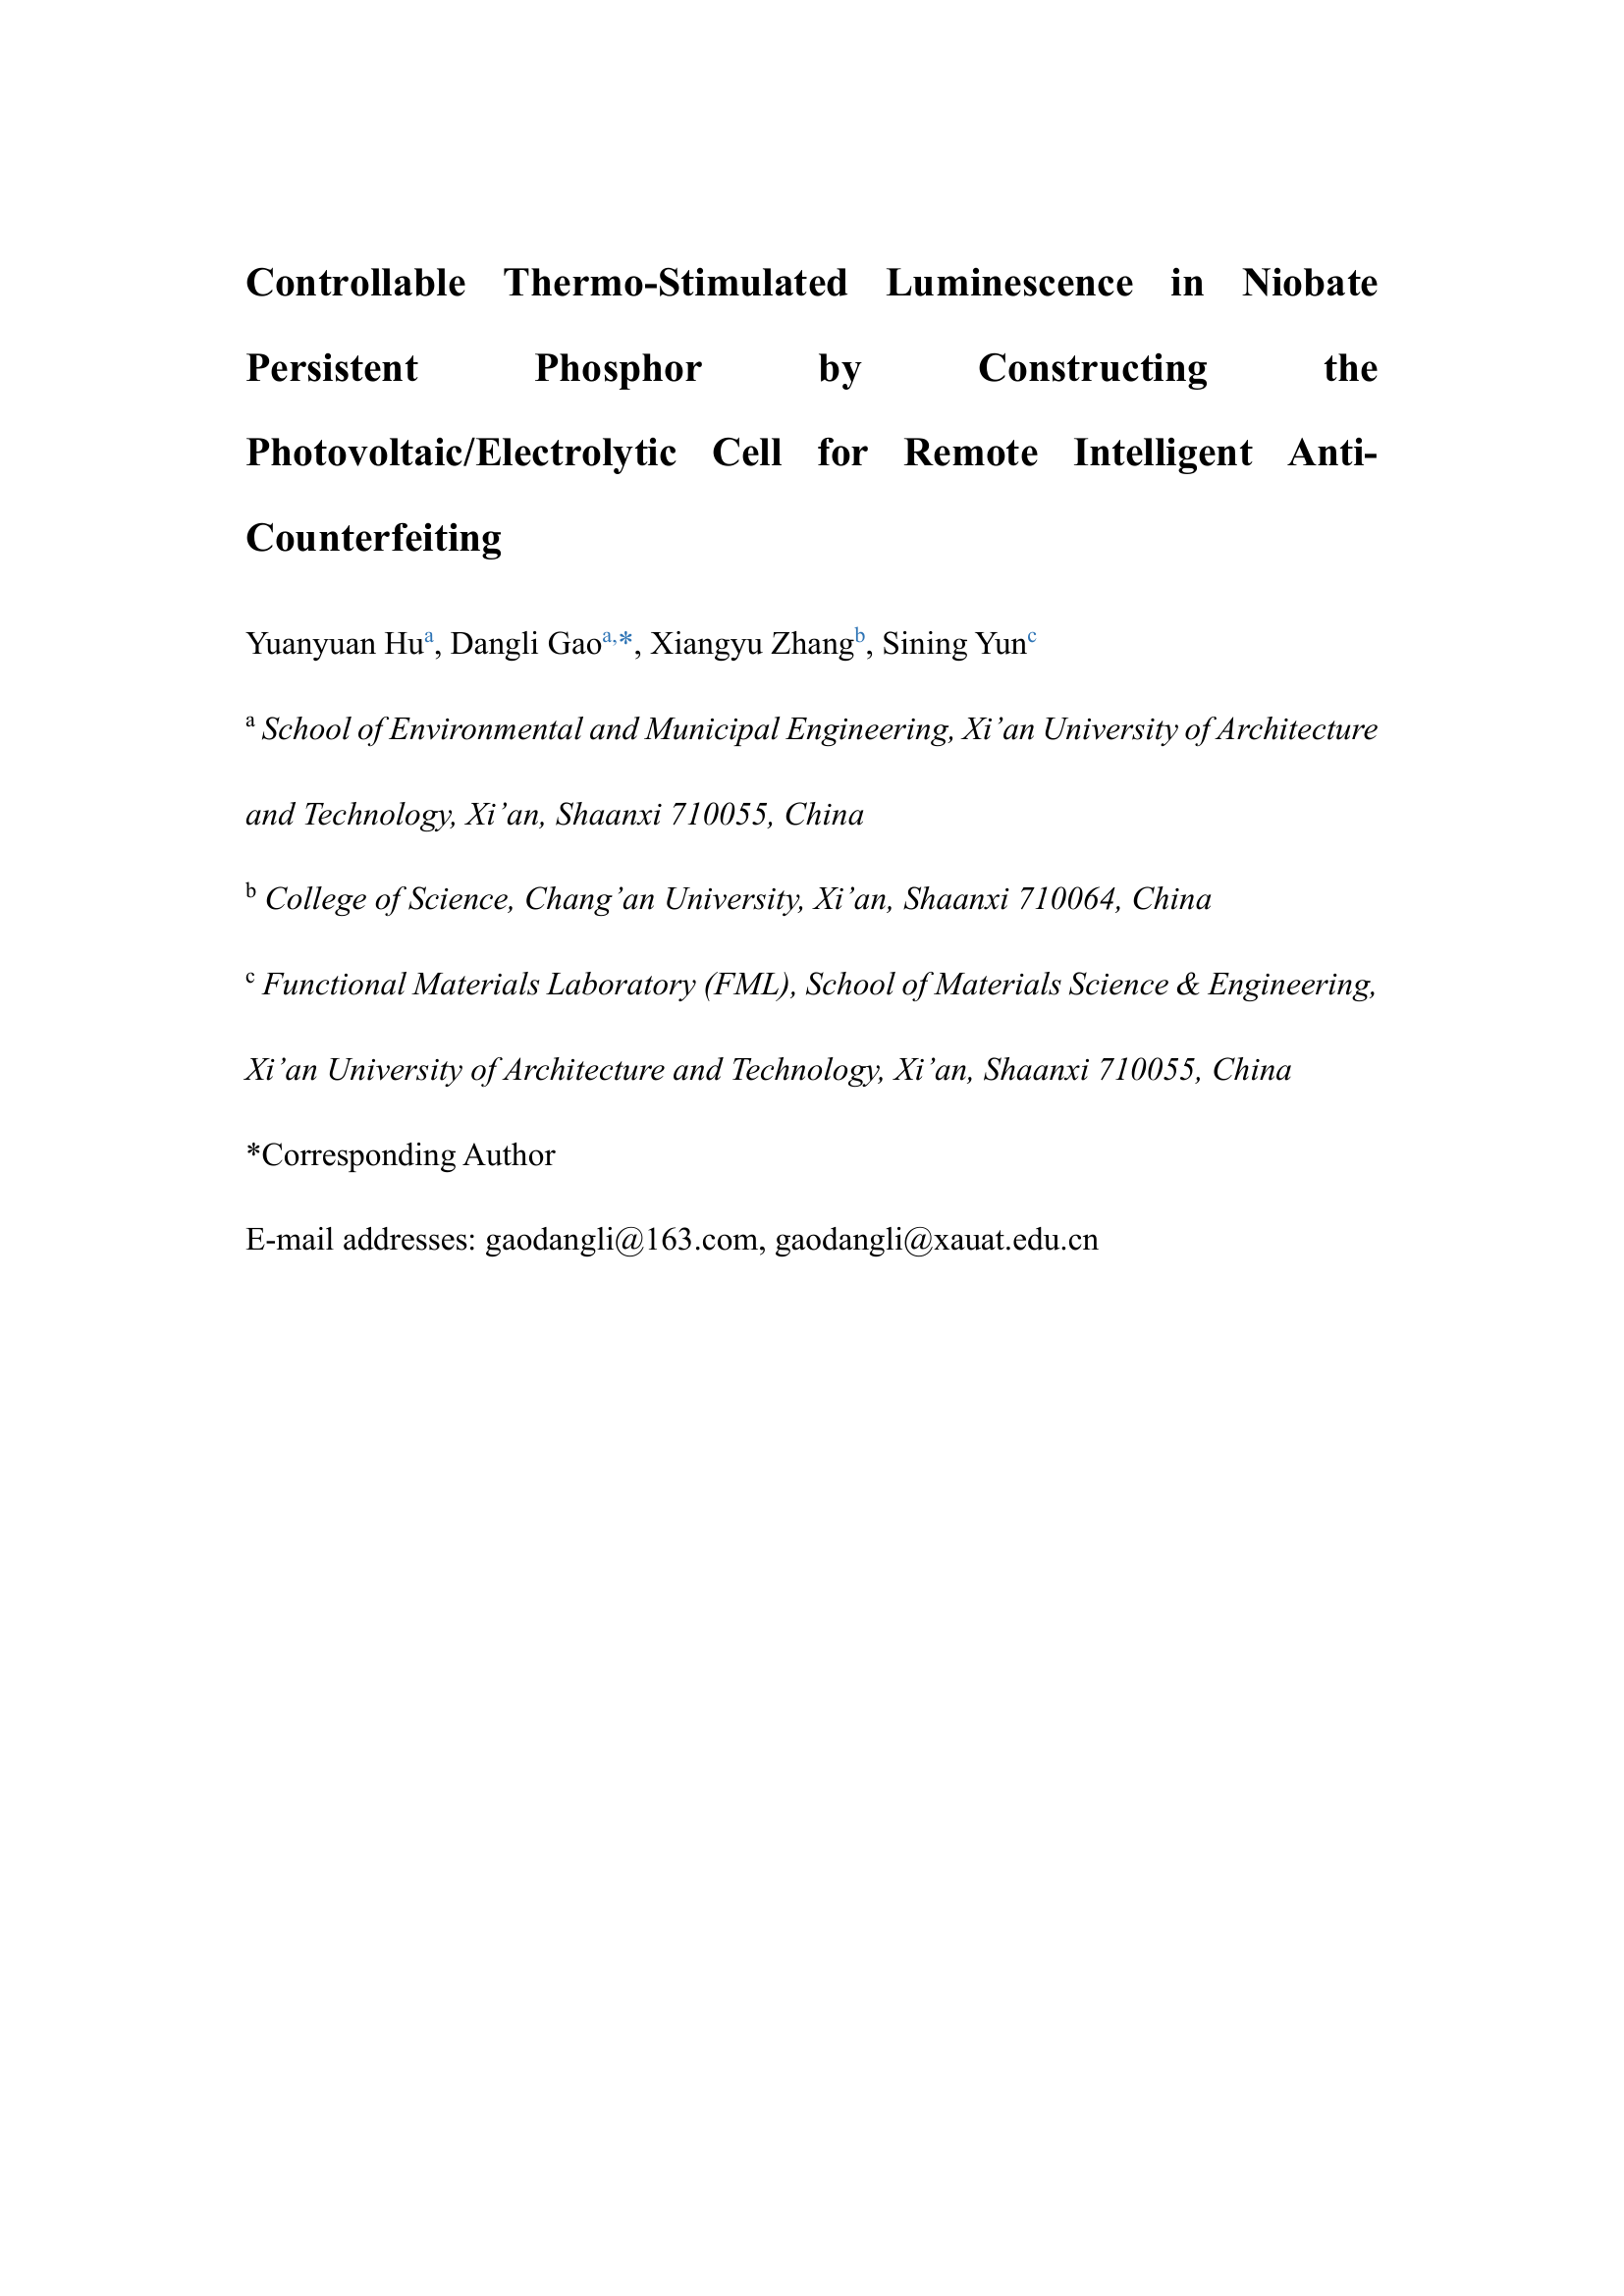 Controllable Thermo-Stimulated Luminescence in Niobate
Persistent Phosphor by Constructing the
Photovoltaic/Electrolytic Cell for Remote Intelligent Anti-
Counterfeiting
Yuanyuan Huᵃ, Dangli Gaoᵃ,*, Xiangyu Zhangᵇ, Sining Yunᶜ
ᵃ School of Environmental and Municipal Engineering, Xi’an University of Architecture
and Technology, Xi’an, Shaanxi 710055, China
ᵇ College of Science, Chang’an University, Xi’an, Shaanxi 710064, China
ᶜ Functional Materials Laboratory (FML), School of Materials Science & Engineering,
Xi’an University of Architecture and Technology, Xi’an, Shaanxi 710055, China
*Corresponding Author
E-mail addresses: gaodangli@163.com, gaodangli@xauat.edu.cn